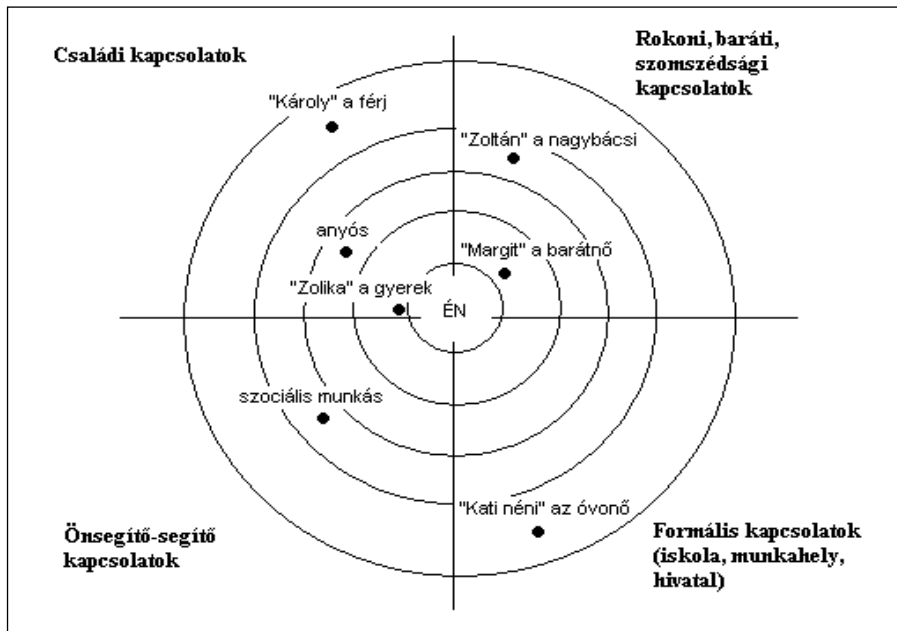 Családi kapcsolatok
Rokoni, baráti,
szomszédsági
kapcsolatok
"Károly" a férj
"Zoltán" a nagybácsi
anyós
"Margit" a barátnő
"Zolika" a gyerek
ÉN
szociális munkás
"Kati néni" az óvonő
Önsegítő-segítő
kapcsolatok
Formális kapcsolatok
(iskola, munkahely,
hivatal)